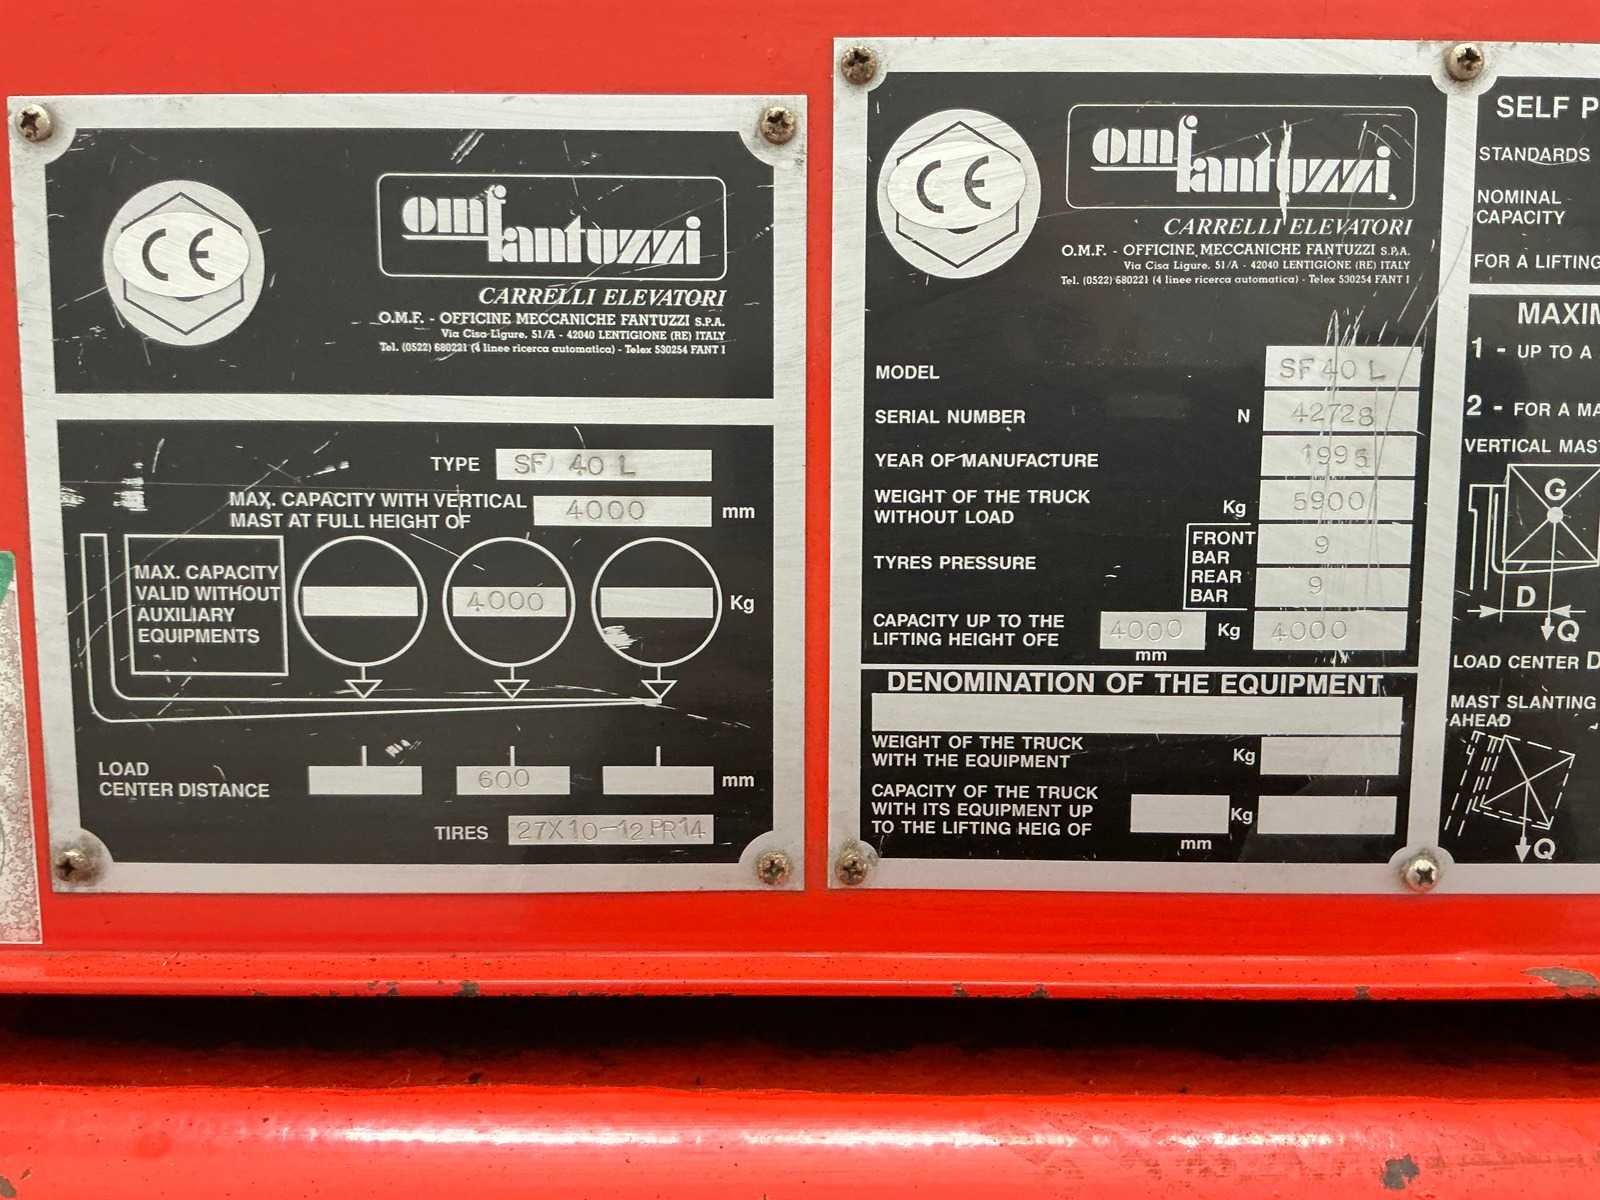 CE
omfantuzzi
CARRELLI ELEVATORI
O.M.F. - OFFICINE MECCANICHE FANTUZZI S.P.A.
Via Cisa Ligure, 51/A - 42040 LENTIGIONE (RE) ITALY
Tel. (0522) 680221 (4 linee ricerca automatica) - Telex 530254 FANT I
TYPE SF 40 L
MAX. CAPACITY WITH VERTICAL
MAST AT FULL HEIGHT OF 4000 mm
MAX. CAPACITY
VALID WITHOUT
AUXILIARY
EQUIPMENTS
4000 Kg
LOAD
CENTER DISTANCE 600 mm
TIRES 27X10-12 PR14
CE
omfantuzzi
CARRELLI ELEVATORI
O.M.F. - OFFICINE MECCANICHE FANTUZZI S.P.A.
Via Cisa Ligure, 51/A - 42040 LENTIGIONE (RE) ITALY
Tel. (0522) 680221 (4 linee ricerca automatica) - Telex 530254 FANT I
MODEL SF 40 L
SERIAL NUMBER N 42728
YEAR OF MANUFACTURE 1995
WEIGHT OF THE TRUCK
WITHOUT LOAD Kg 5900
TYRES PRESSURE
FRONT
BAR 9
REAR
BAR 9
CAPACITY UP TO THE
LIFTING HEIGHT OFE 4000 mm Kg 4000
DENOMINATION OF THE EQUIPMENT
WEIGHT OF THE TRUCK
WITH THE EQUIPMENT Kg
CAPACITY OF THE TRUCK
WITH ITS EQUIPMENT UP
TO THE LIFTING HEIG OF mm Kg
SELF P
STANDARDS
NOMINAL
CAPACITY
FOR A LIFTING
MAXIM
1 - UP TO A
2 - FOR A MA
VERTICAL MAS
G
D
Q
LOAD CENTER D
MAST SLANTING
AHEAD
Q